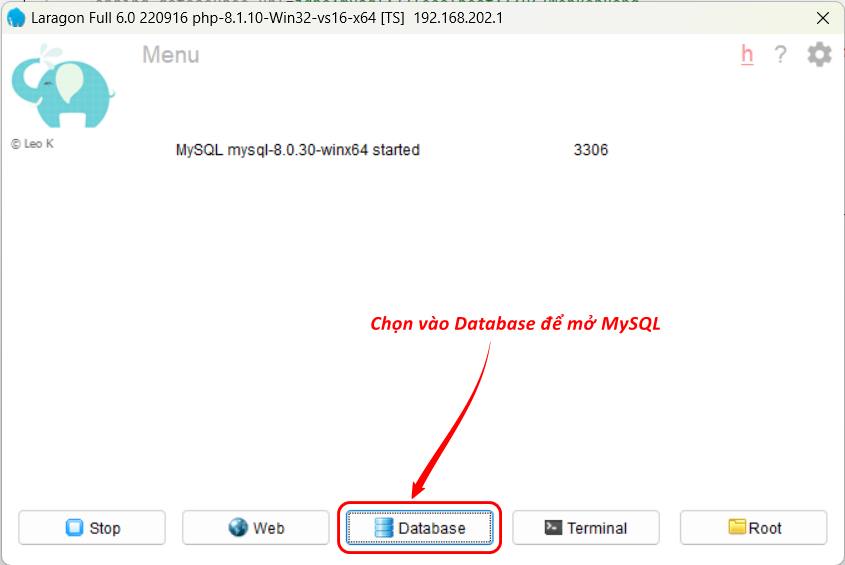 Laragon Full 6.0 220916 php-8.1.10-Win32-vs16-x64 [TS] 192.168.202.1
Menu
h ?
© Leo K
MySQL mysql-8.0.30-winx64 started 3306
Chọn vào Database để mở MySQL
Stop Web Database Terminal Root